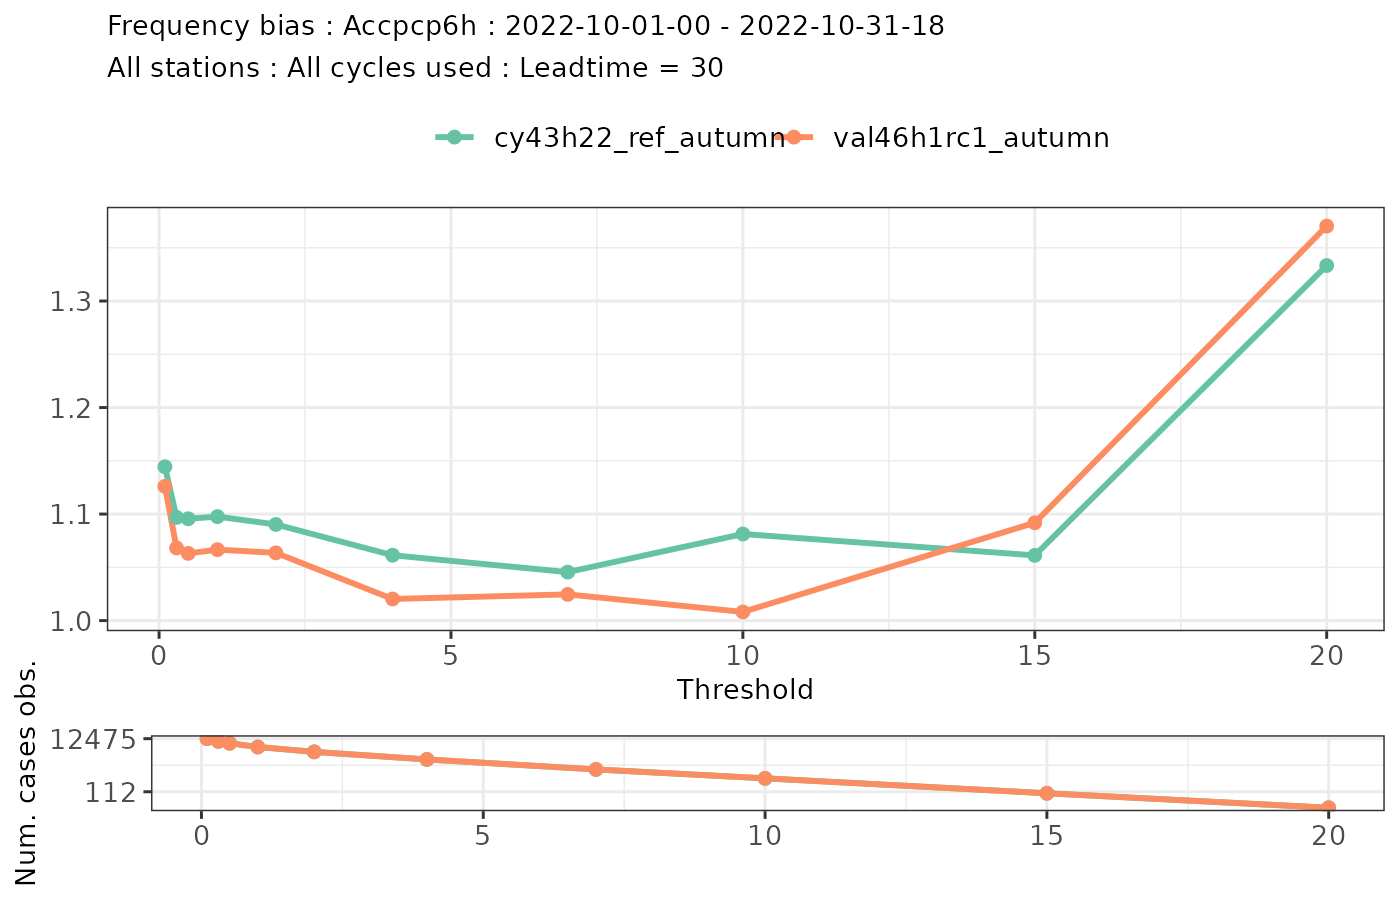 Frequency bias : Accpcp6h : 2022-10-01-00 - 2022-10-31-18
All stations : All cycles used : Leadtime = 30
cy43h22_ref_autumn val46h1rc1_autumn
1.3
1.2
1.1
1.0
0 5 10 15 20
Threshold
Num. cases obs.
12475
112
0 5 10 15 20